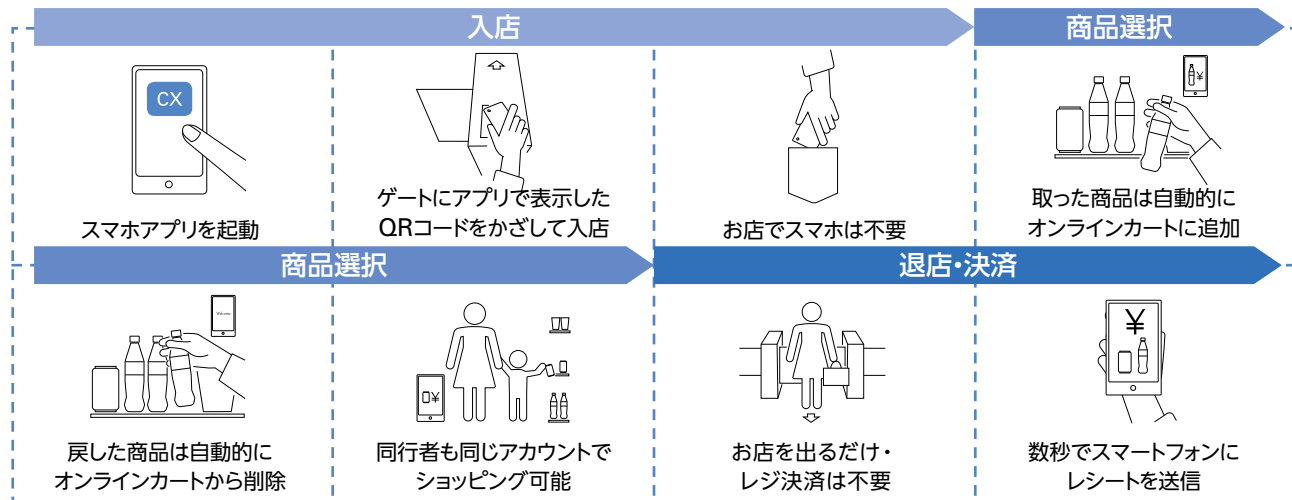 入店
商品選択
CX
スマホアプリを起動
ゲートにアプリで表示した
QRコードをかざして入店
お店でスマホは不要
¥
取った商品は自動的に
オンラインカートに追加
商品選択
退店・決済
Welcome
戻した商品は自動的に
オンラインカートから削除
¥
同行者も同じアカウントで
ショッピング可能
お店を出るだけ・
レジ決済は不要
¥
数秒でスマートフォンに
レシートを送信